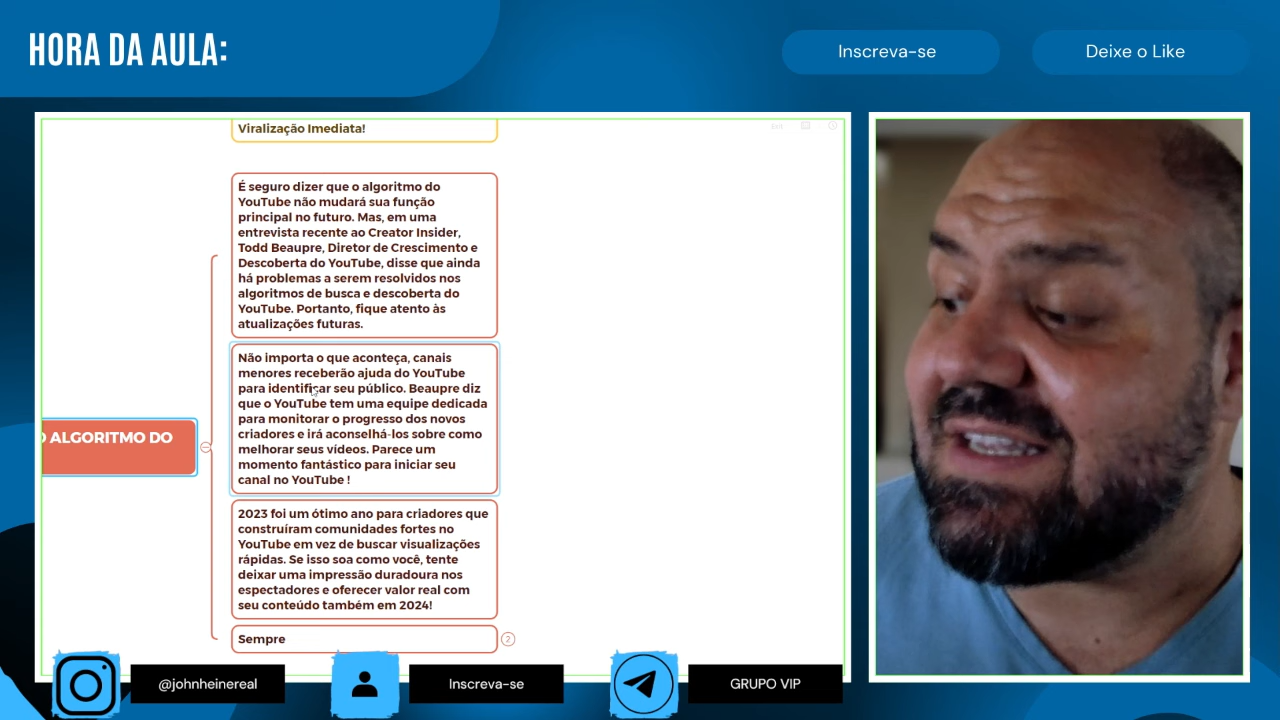 HORA DA AULA:
Inscreva-se
Deixe o Like
Viralização Imediata!
Exit
É seguro dizer que o algoritmo do
YouTube não mudará sua função
principal no futuro. Mas, em uma
entrevista recente ao Creator Insider,
Todd Beaupre, Diretor de Crescimento e
Descoberta do YouTube, disse que ainda
há problemas a serem resolvidos nos
algoritmos de busca e descoberta do
YouTube. Portanto, fique atento às
atualizações futuras.
Não importa o que aconteça, canais
menores receberão ajuda do YouTube
para identificar seu público. Beaupre diz
que o YouTube tem uma equipe dedicada
para monitorar o progresso dos novos
criadores e irá aconselhá-los sobre como
melhorar seus vídeos. Parece um
momento fantástico para iniciar seu
canal no YouTube !
O ALGORITMO DO
2023 foi um ótimo ano para criadores que
construíram comunidades fortes no
YouTube em vez de buscar visualizações
rápidas. Se isso soa como você, tente
deixar uma impressão duradoura nos
espectadores e oferecer valor real com
seu conteúdo também em 2024!
Sempre
2
@johnheinereal
Inscreva-se
GRUPO VIP